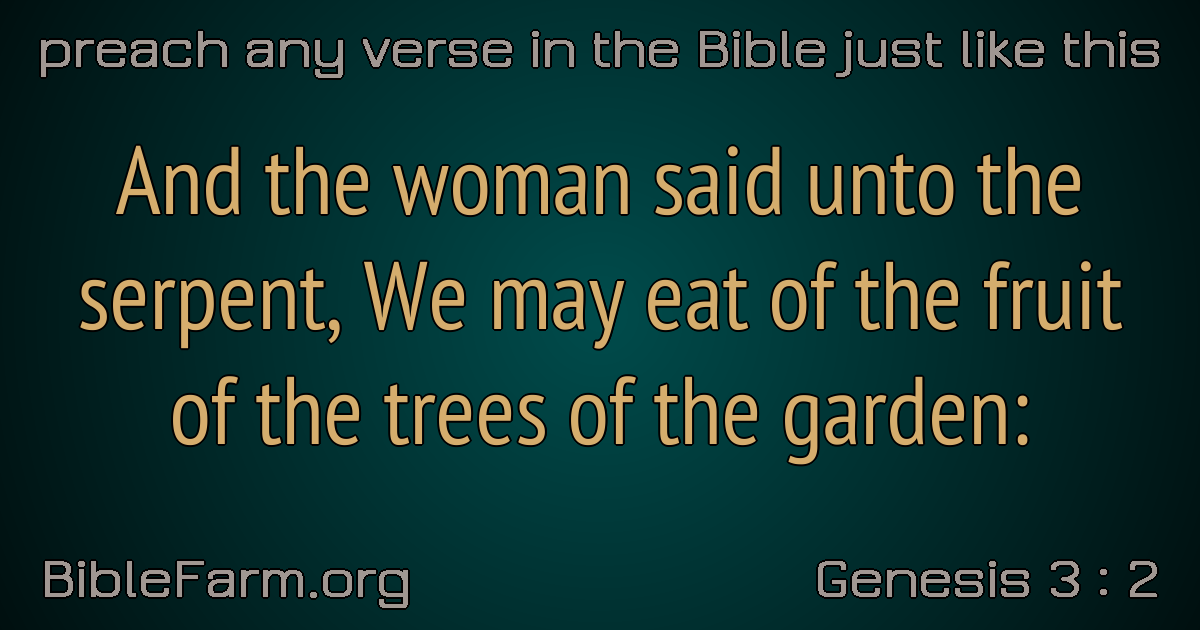 preach any verse in the Bible just like this
And the woman said unto the
serpent, We may eat of the fruit
of the trees of the garden:
BibleFarm.org
Genesis 3 : 2